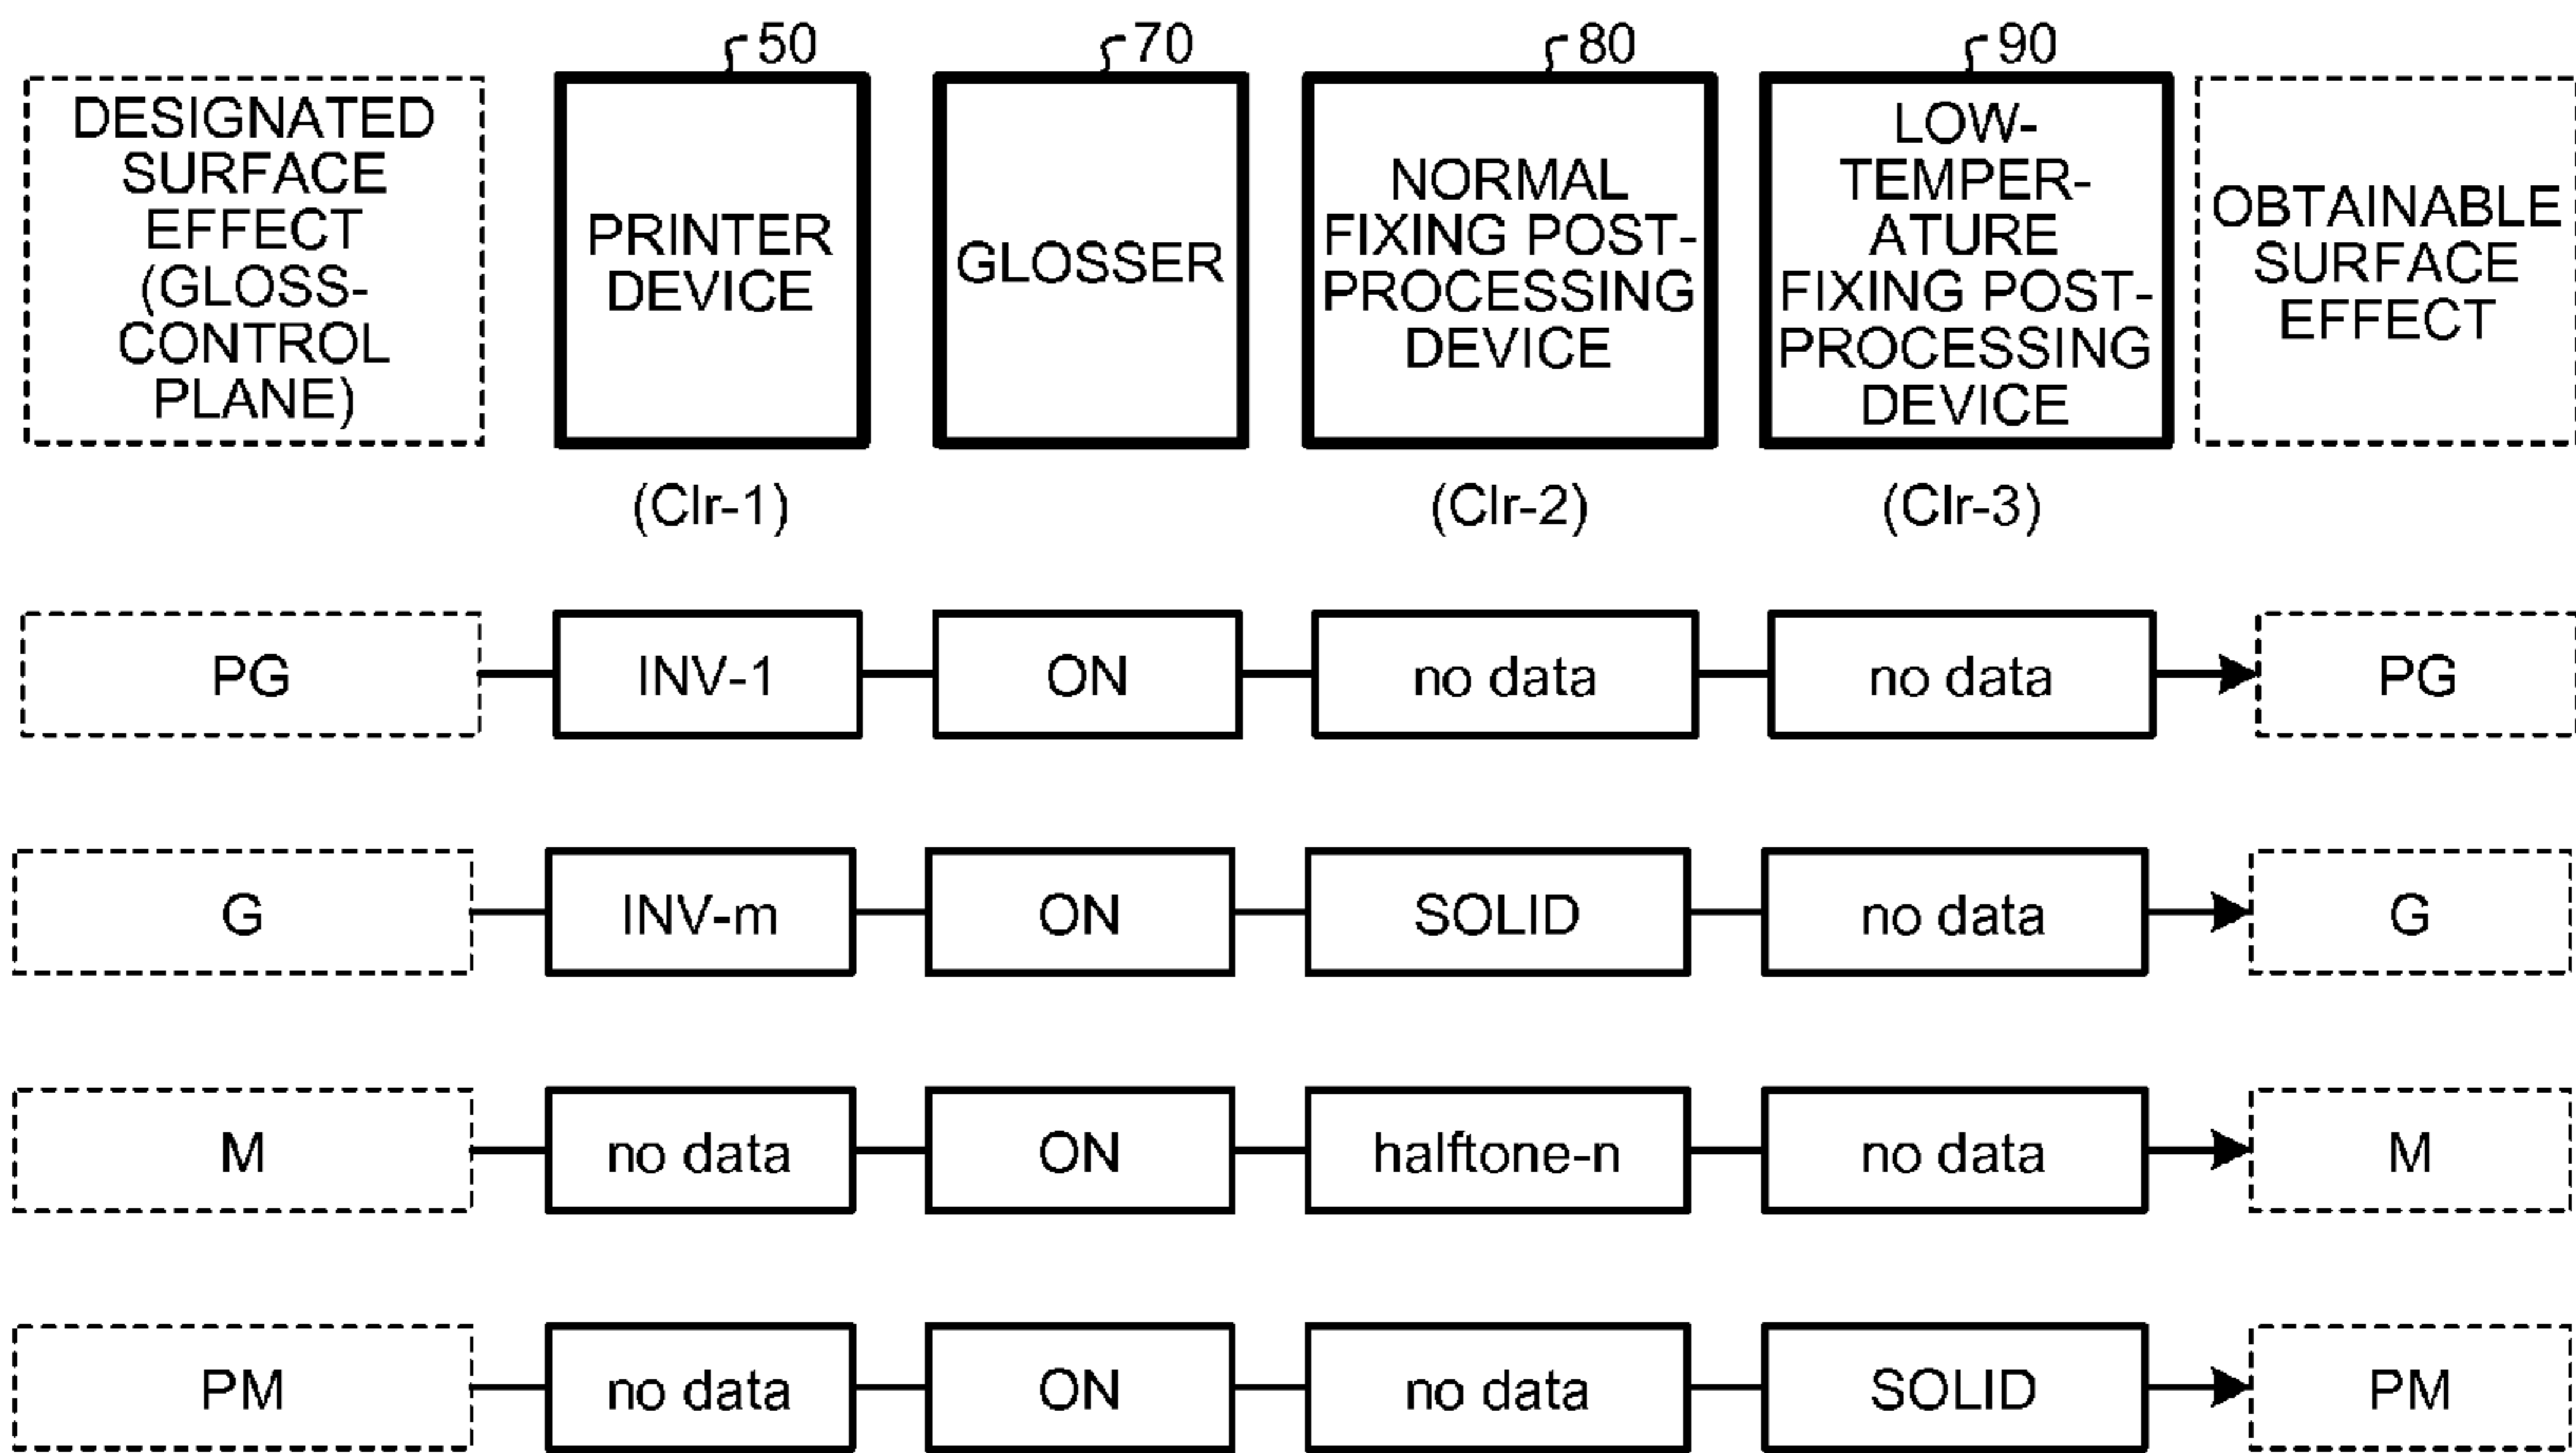 50
70
80
90
DESIGNATED
SURFACE
EFFECT
(GLOSS-
CONTROL
PLANE)
PRINTER
DEVICE
GLOSSER
NORMAL
FIXING POST-
PROCESSING
DEVICE
LOW-
TEMPER-
ATURE
FIXING POST-
PROCESSING
DEVICE
OBTAINABLE
SURFACE
EFFECT
(Clr-1)
(Clr-2)
(Clr-3)
PG INV-1 ON no data no data PG
G INV-m ON SOLID no data G
M no data ON halftone-n no data M
PM no data ON no data SOLID PM